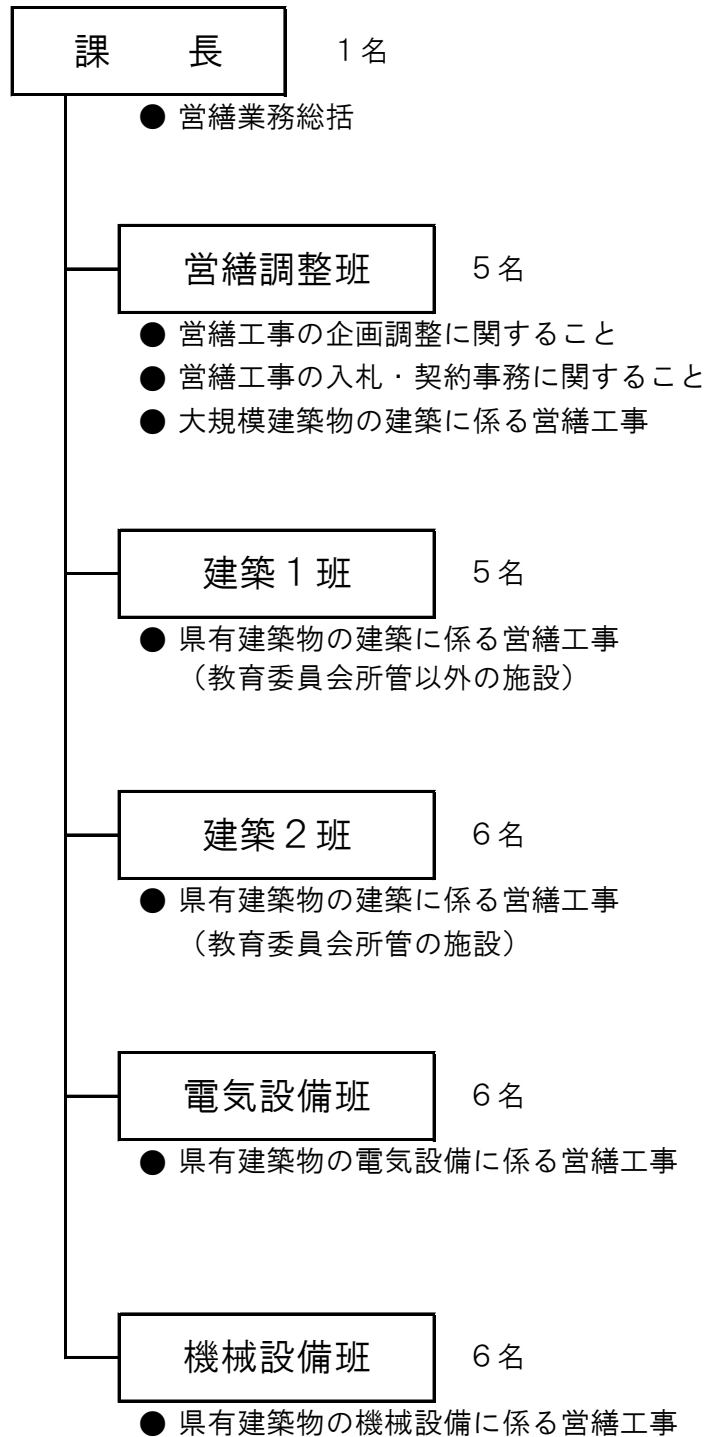 課　　長　１名
● 営繕業務総括
営繕調整班　５名
● 営繕工事の企画調整に関すること
● 営繕工事の入札・契約事務に関すること
● 大規模建築物の建築に係る営繕工事
建築１班　５名
● 県有建築物の建築に係る営繕工事
（教育委員会所管以外の施設）
建築２班　６名
● 県有建築物の建築に係る営繕工事
（教育委員会所管の施設）
電気設備班　６名
● 県有建築物の電気設備に係る営繕工事
機械設備班　６名
● 県有建築物の機械設備に係る営繕工事